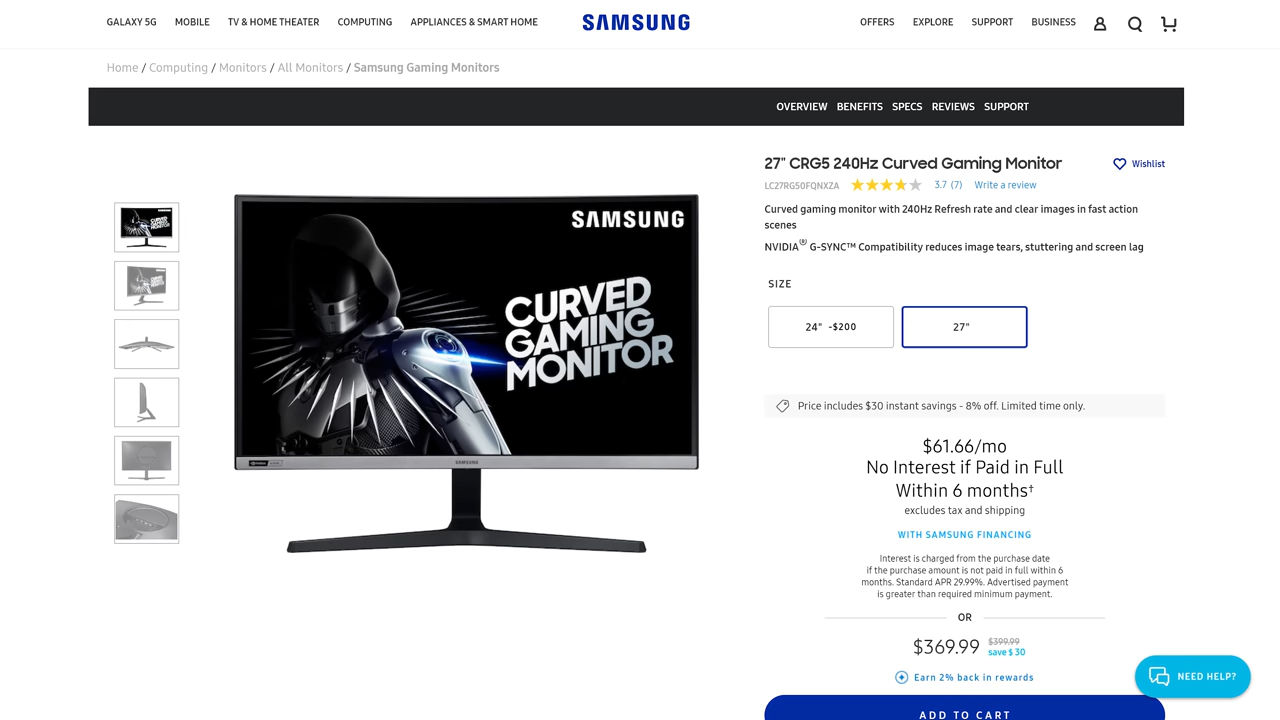 GALAXY 5G MOBILE TV & HOME THEATER COMPUTING APPLIANCES & SMART HOME SAMSUNG OFFERS EXPLORE SUPPORT BUSINESS
Home / Computing / Monitors / All Monitors / Samsung Gaming Monitors
OVERVIEW BENEFITS SPECS REVIEWS SUPPORT
27" CRG5 240Hz Curved Gaming Monitor
Wishlist
LC27RG50FQNXZA 3.7 (7) Write a review
Curved gaming monitor with 240Hz Refresh rate and clear images in fast action
scenes
NVIDIA® G-SYNC™ Compatibility reduces image tears, stuttering and screen lag
SAMSUNG
CURVED
GAMING
MONITOR
SAMSUNG
SIZE
24" -$200
27"
Price includes $30 instant savings - 8% off. Limited time only.
$61.66/mo
No Interest if Paid in Full
Within 6 months†
excludes tax and shipping
WITH SAMSUNG FINANCING
Interest is charged from the purchase date
if the purchase amount is not paid in full within 6
months. Standard APR 29.99%. Advertised payment
is greater than required minimum payment.
OR
$369.99 $399.99
save $ 30
Earn 2% back in rewards
NEED HELP?
ADD TO CART